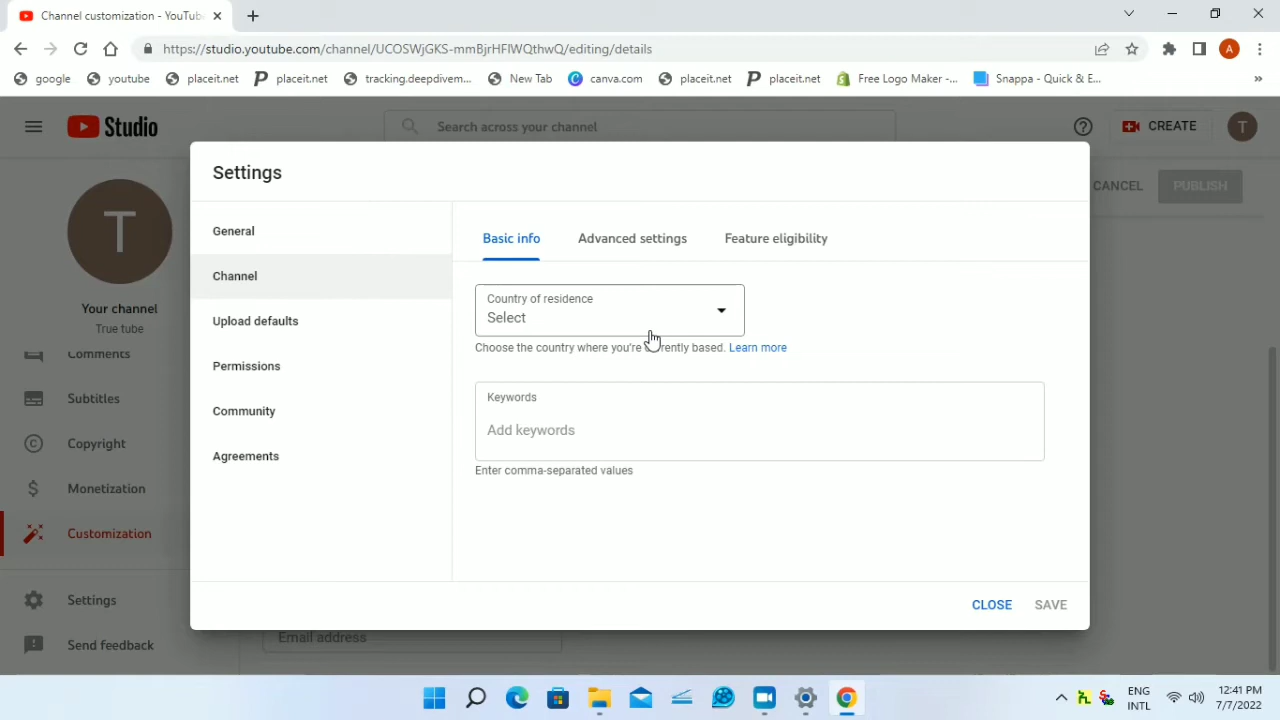 Channel customization - YouTub
https://studio.youtube.com/channel/UCOSWjGKS-mmBjrHFlWQthwQ/editing/details
A
google youtube placeit.net placeit.net tracking.deepdivem... New Tab canva.com placeit.net placeit.net Free Logo Maker -... Snappa - Quick & E... »
Studio Search across your channel CREATE T
Settings CANCEL PUBLISH
T
General Basic info Advanced settings Feature eligibility
Channel
Country of residence
Select
Your channel
True tube
Upload defaults
Choose the country where you're rently based. Learn more
Comments
Permissions
Keywords
Add keywords
Subtitles
Community
Copyright
Agreements
Enter comma-separated values
Monetization
Customization
Settings CLOSE SAVE
Send feedback Email address
ENG
INTL
12:41 PM
7/7/2022